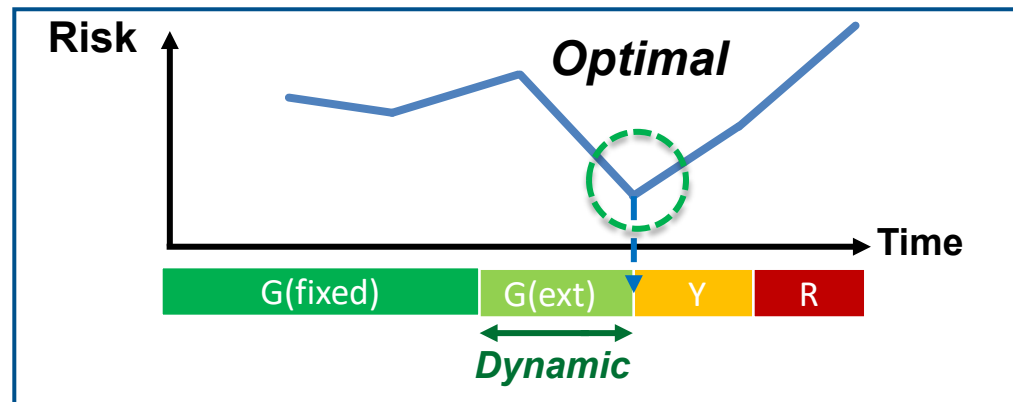 Risk
Optimal
Time
G(fixed) G(ext) Y R
Dynamic